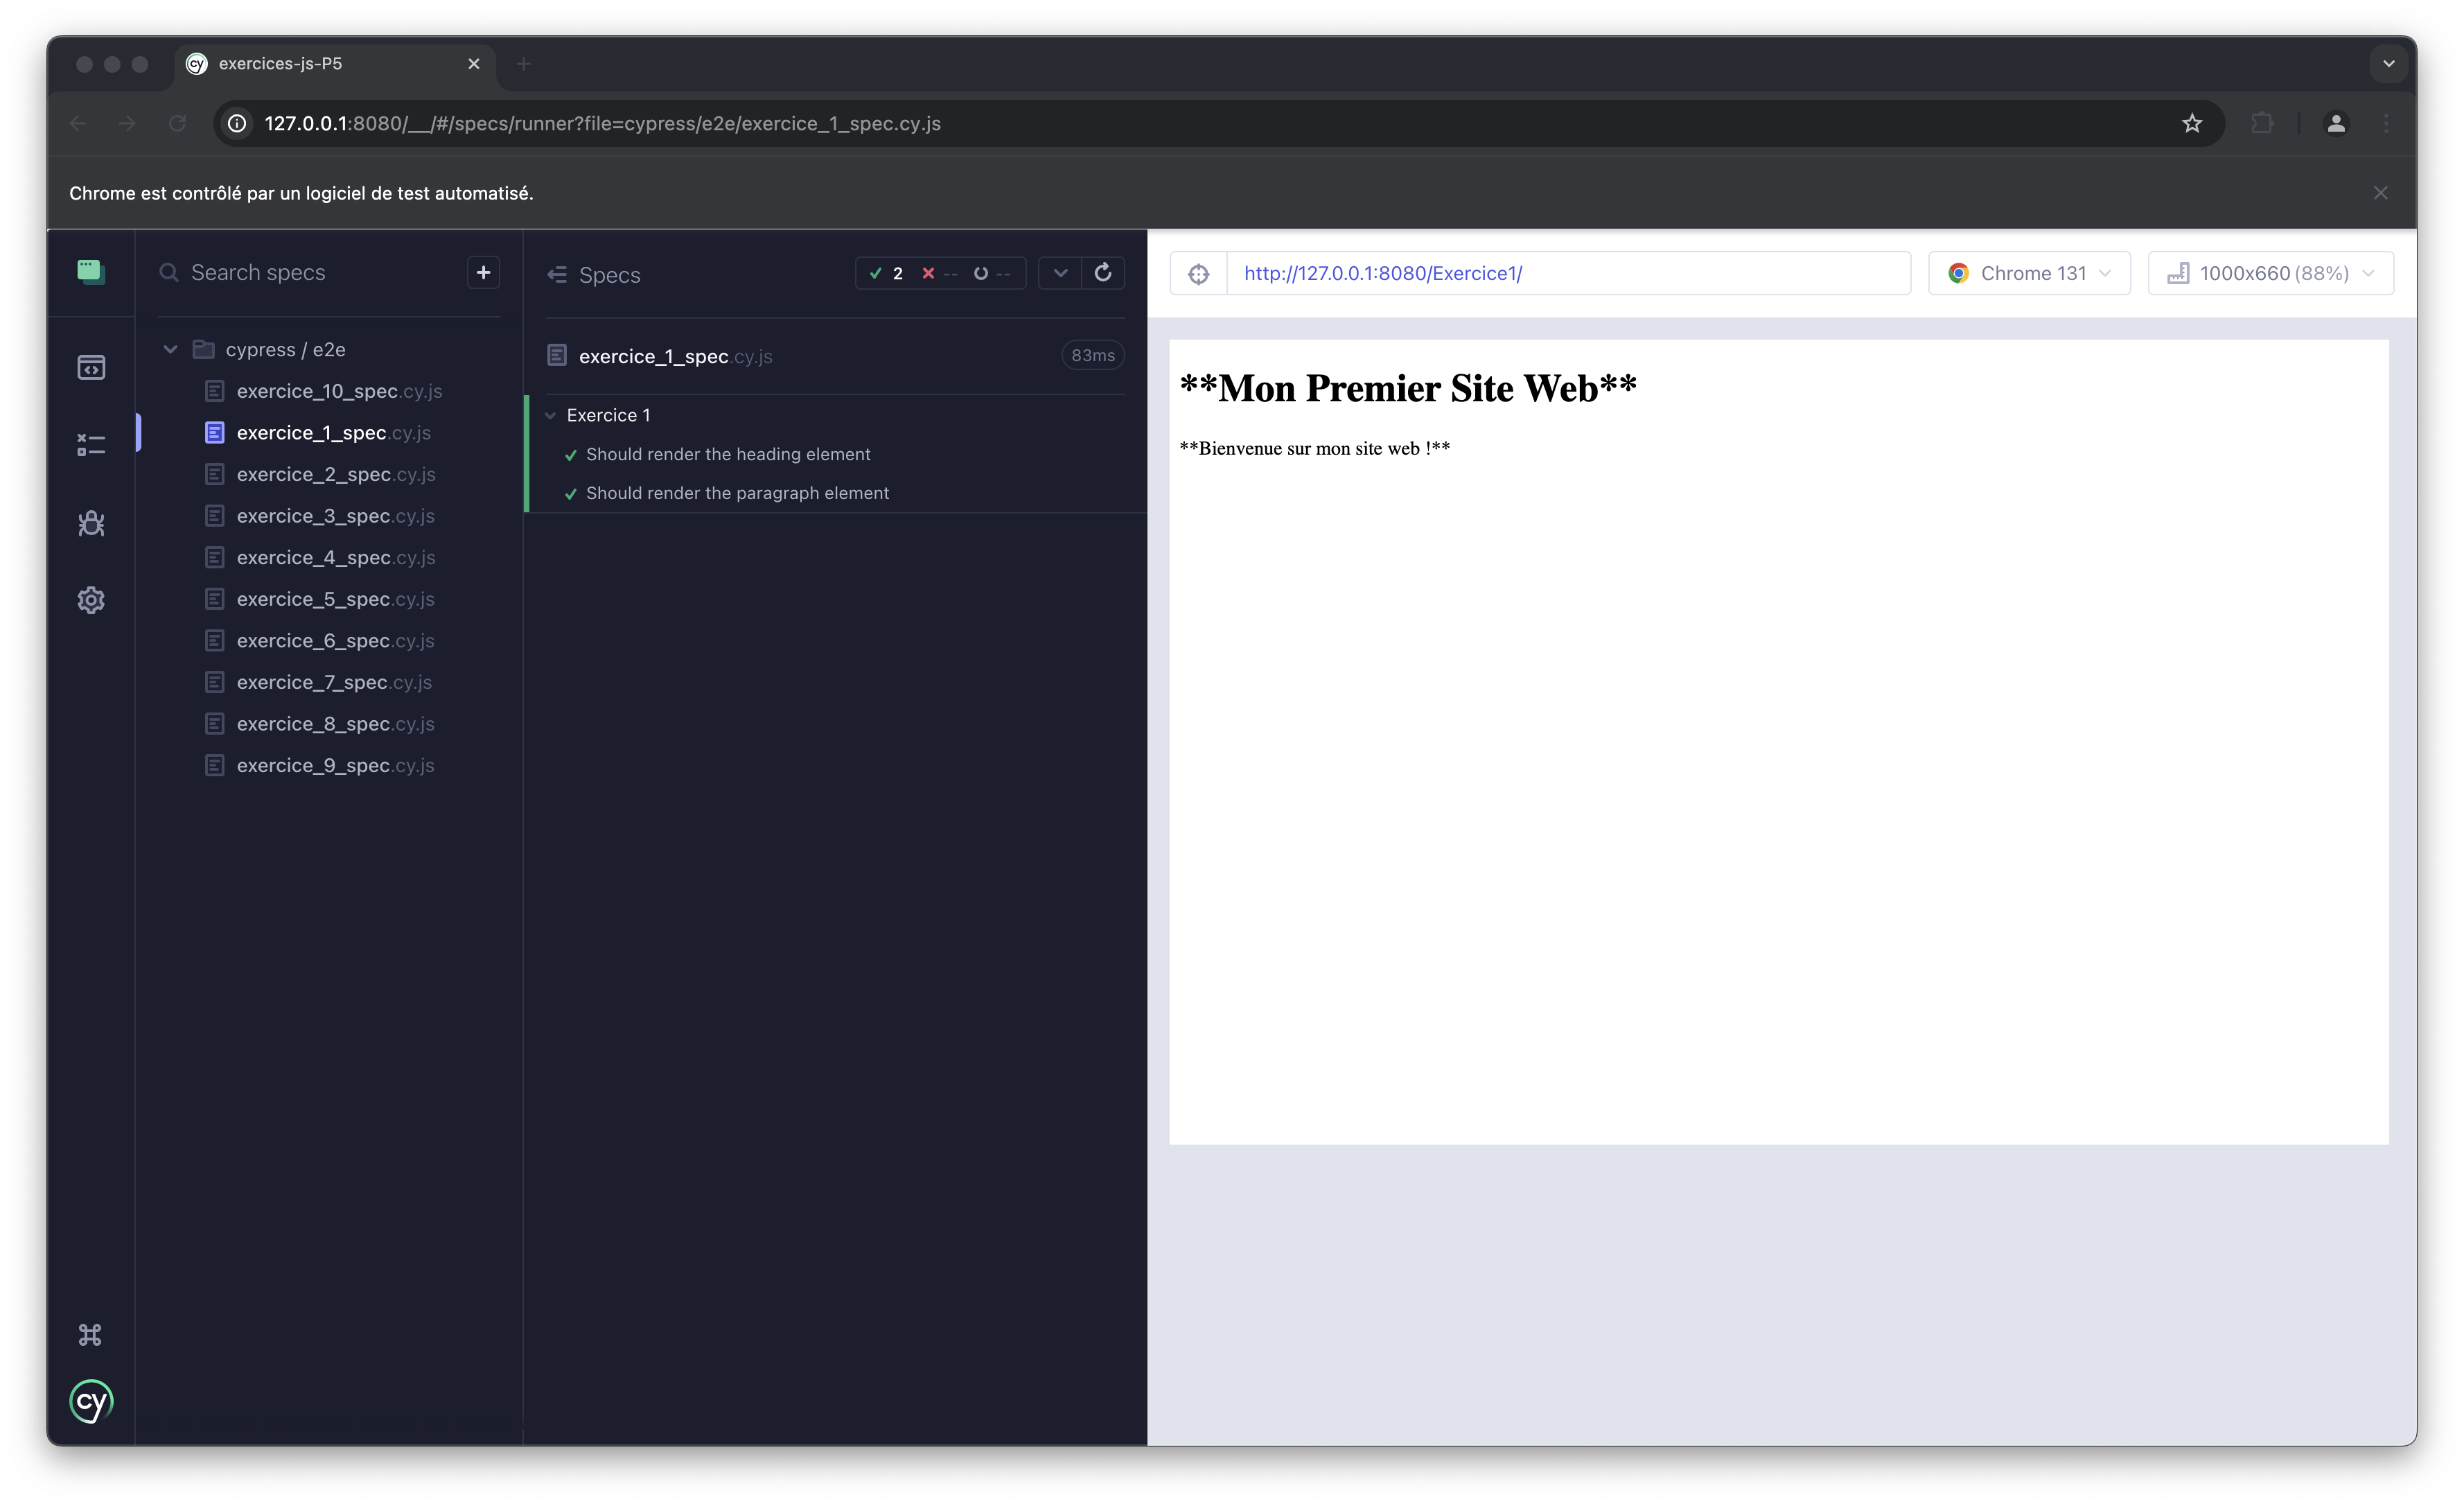 exercices-js-P5
127.0.0.1:8080/__/#/specs/runner?file=cypress/e2e/exercice_1_spec.cy.js
Chrome est contrôlé par un logiciel de test automatisé.
Search specs
cypress / e2e
exercice_10_spec.cy.js
exercice_1_spec.cy.js
exercice_2_spec.cy.js
exercice_3_spec.cy.js
exercice_4_spec.cy.js
exercice_5_spec.cy.js
exercice_6_spec.cy.js
exercice_7_spec.cy.js
exercice_8_spec.cy.js
exercice_9_spec.cy.js
cy
Specs 2 -- --
exercice_1_spec.cy.js 83ms
Exercice 1
Should render the heading element
Should render the paragraph element
http://127.0.0.1:8080/Exercice1/ Chrome 131 1000x660 (88%)
**Mon Premier Site Web**
**Bienvenue sur mon site web !**